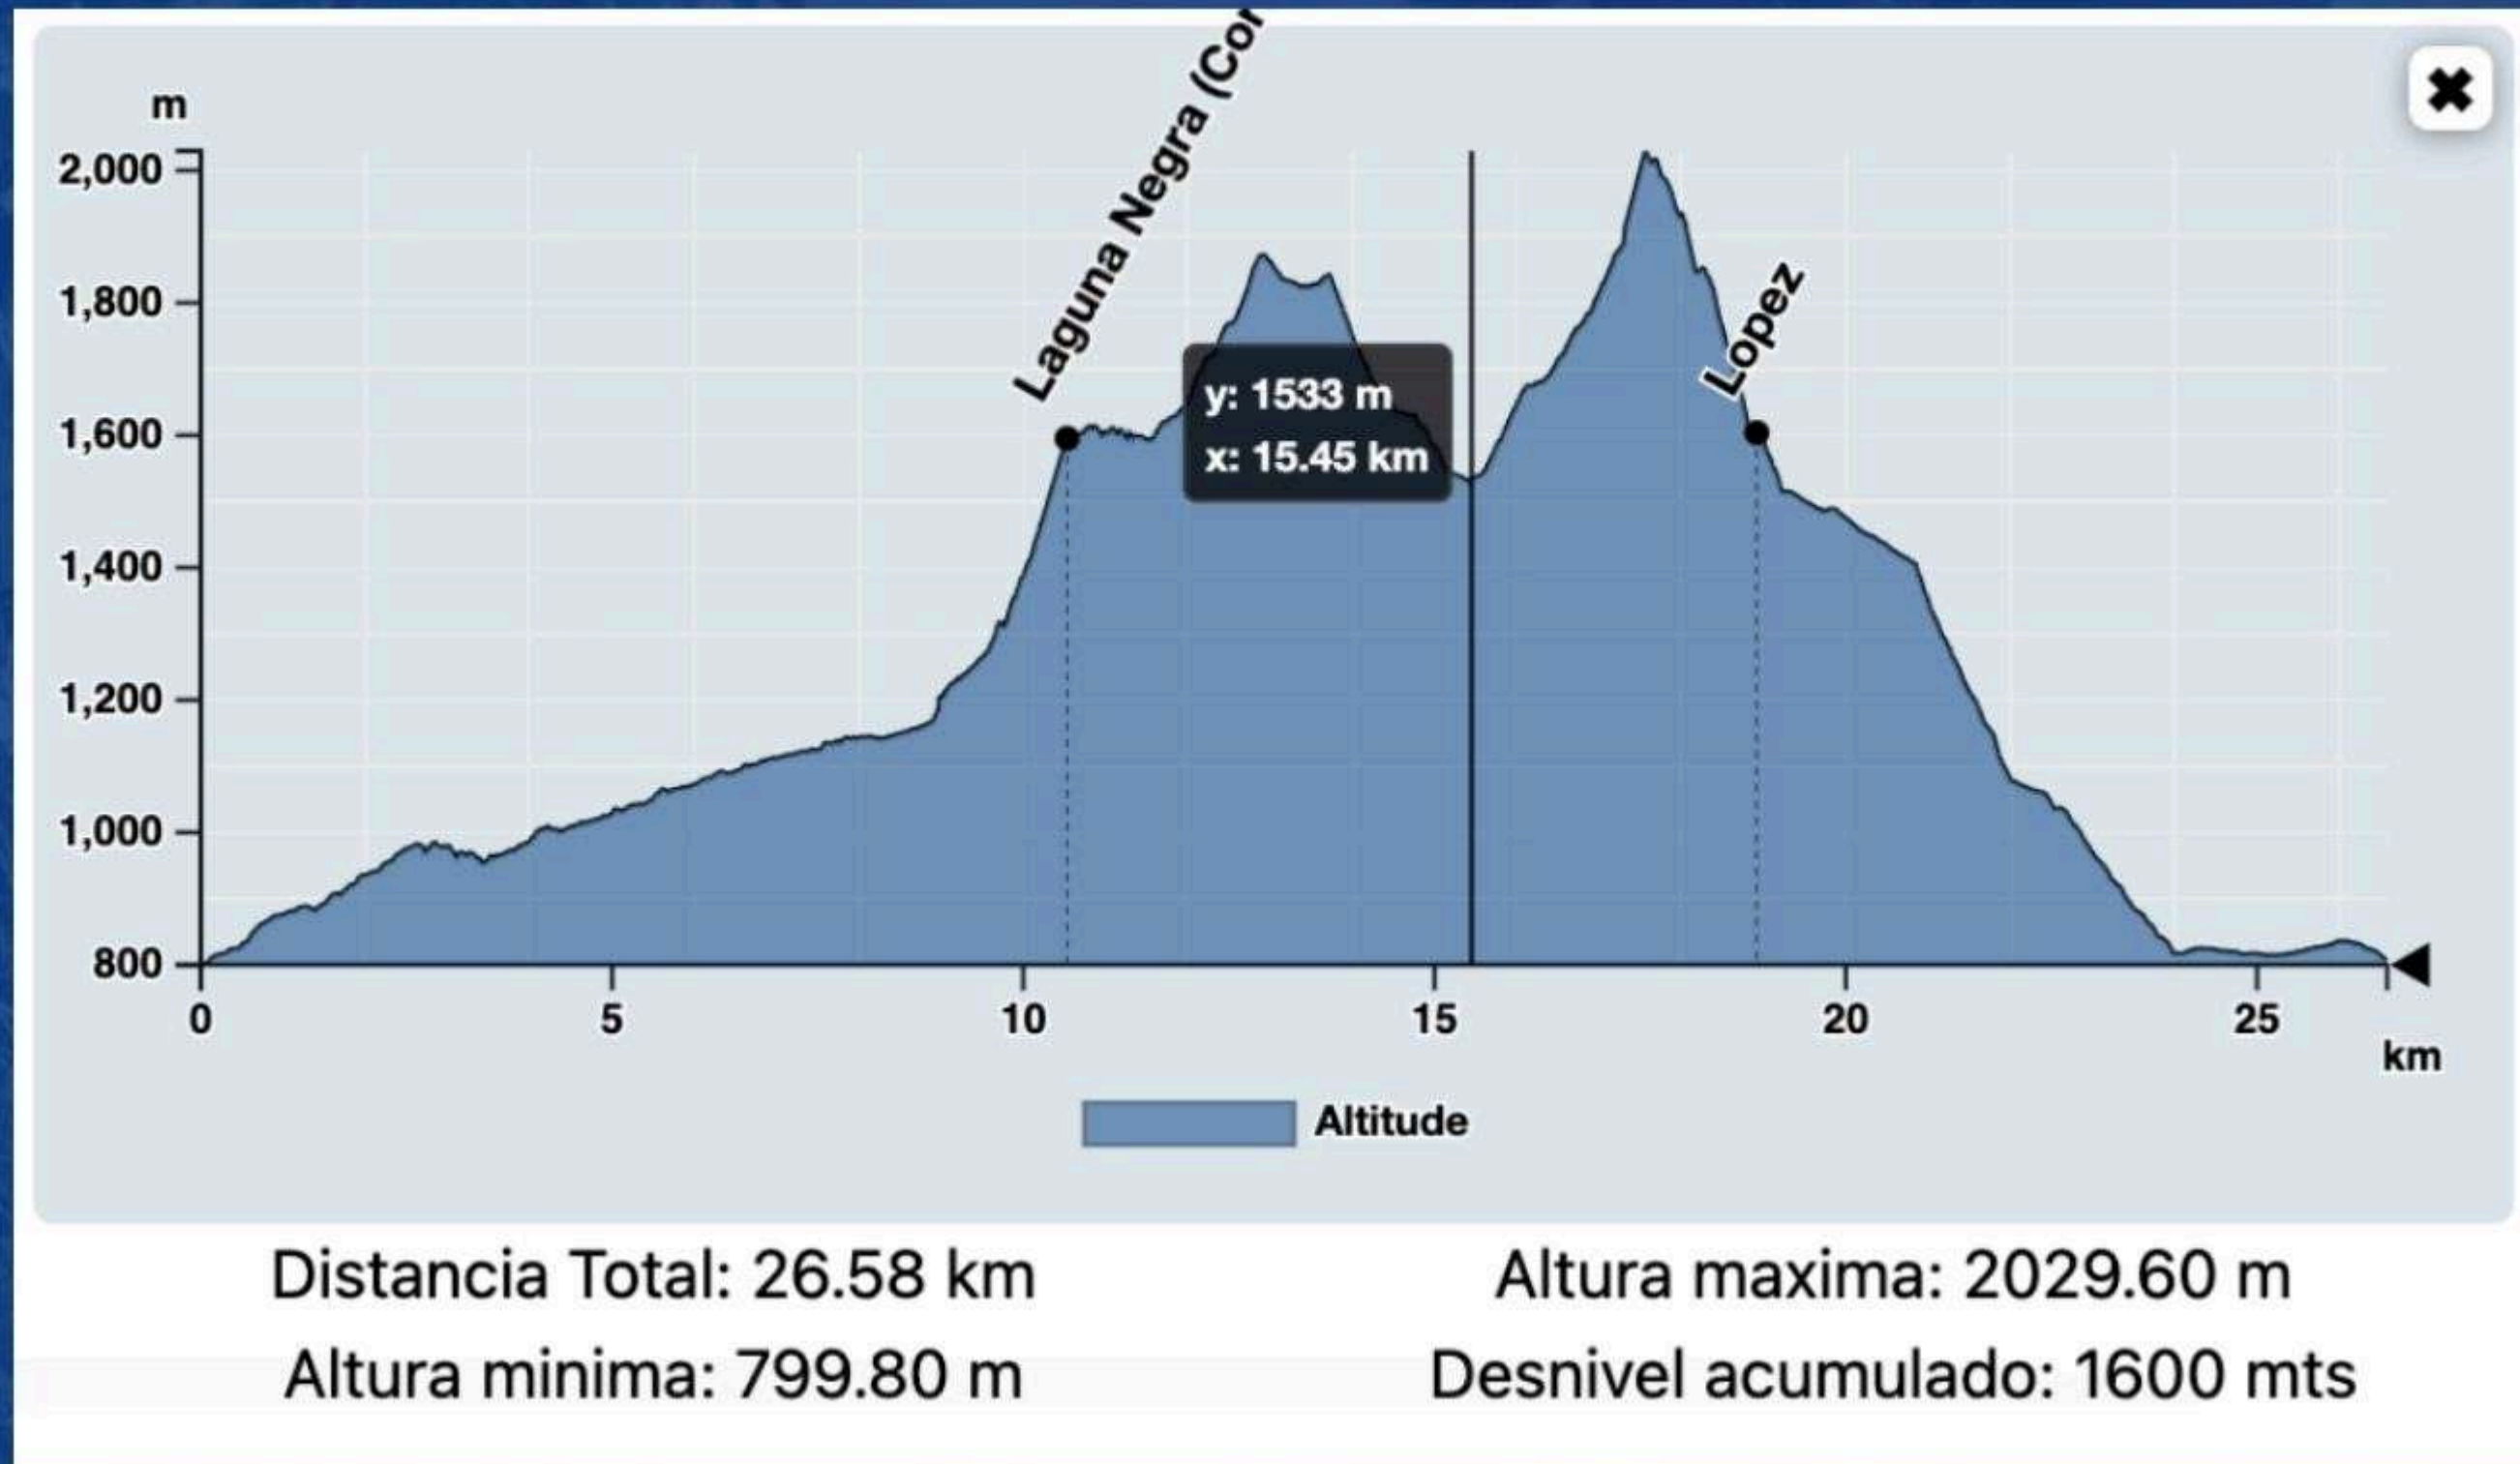 m
2,000
1,800
1,600
1,400
1,200
1,000
800
Laguna Negra (Cor
y: 1533 m
x: 15.45 km
Lopez
0 5 10 15 20 25
km
Altitude
Distancia Total: 26.58 km
Altura maxima: 2029.60 m
Altura minima: 799.80 m
Desnivel acumulado: 1600 mts